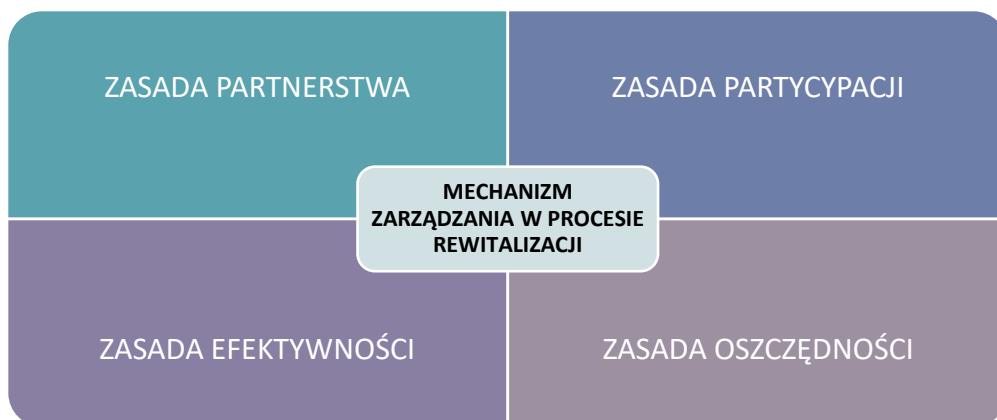 ZASADA PARTNERSTWA
ZASADA PARTYCYPACJI
MECHANIZM
ZARZĄDZANIA W PROCESIE
REWITALIZACJI
ZASADA EFEKTYWNOŚCI
ZASADA OSZCZĘDNOŚCI